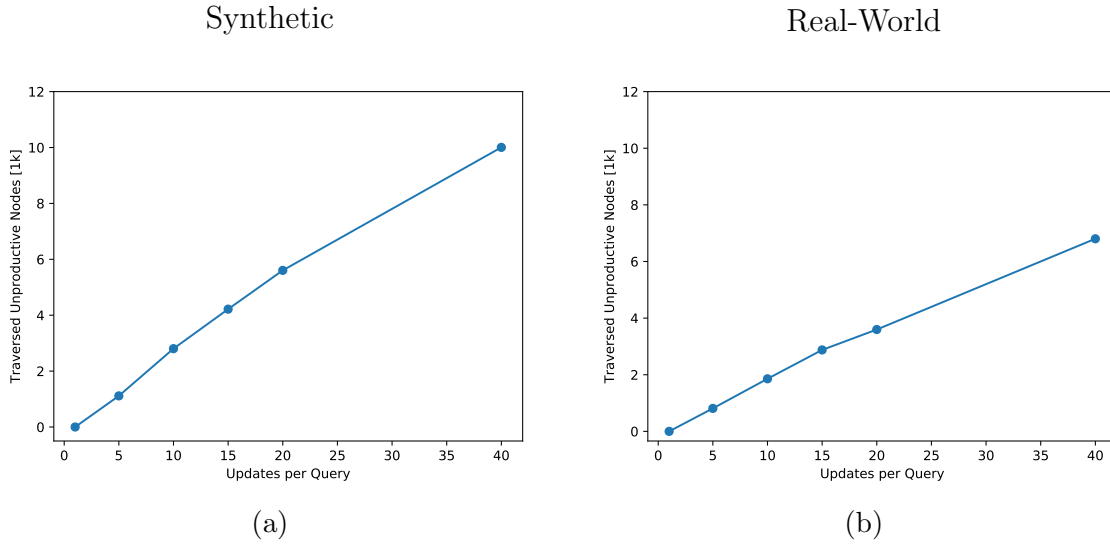 Synthetic
Real-World
12
10
8
6
4
2
0
Traversed Unproductive Nodes [1k]
0 5 10 15 20 25 30 35 40
Updates per Query
(a)
12
10
8
6
4
2
0
Traversed Unproductive Nodes [1k]
0 5 10 15 20 25 30 35 40
Updates per Query
(b)